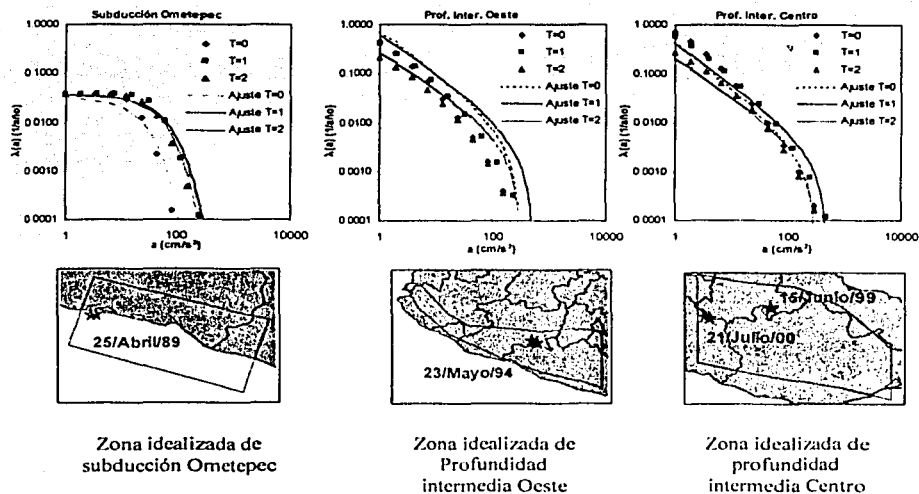 Subducción Ometepec
1.0000
0.1000
0.0100
0.0010
0.0001
λ(a) [1/año]
1
100
10000
a (cm/s²)
T=0
T=1
T=2
Ajuste T=0
Ajuste T=1
Ajuste T=2
Prof. Inter. Oeste
1.0000
0.1000
0.0100
0.0010
0.0001
λ(a) [1/año]
1
100
10000
a (cm/s²)
T=0
T=1
T=2
Ajuste T=0
Ajuste T=1
Ajuste T=2
Prof. Inter. Centro
1.0000
0.1000
0.0100
0.0010
0.0001
λ(a) [1/año]
1
100
10000
a (cm/s²)
T=0
T=1
T=2
Ajuste T=0
Ajuste T=1
Ajuste T=2
25/Abril/89
23/Mayo/94
15/Junio/99
21/Julio/00
Zona idealizada de
subducción Ometepec
Zona idealizada de
Profundidad
intermedia Oeste
Zona idealizada de
profundidad
intermedia Centro